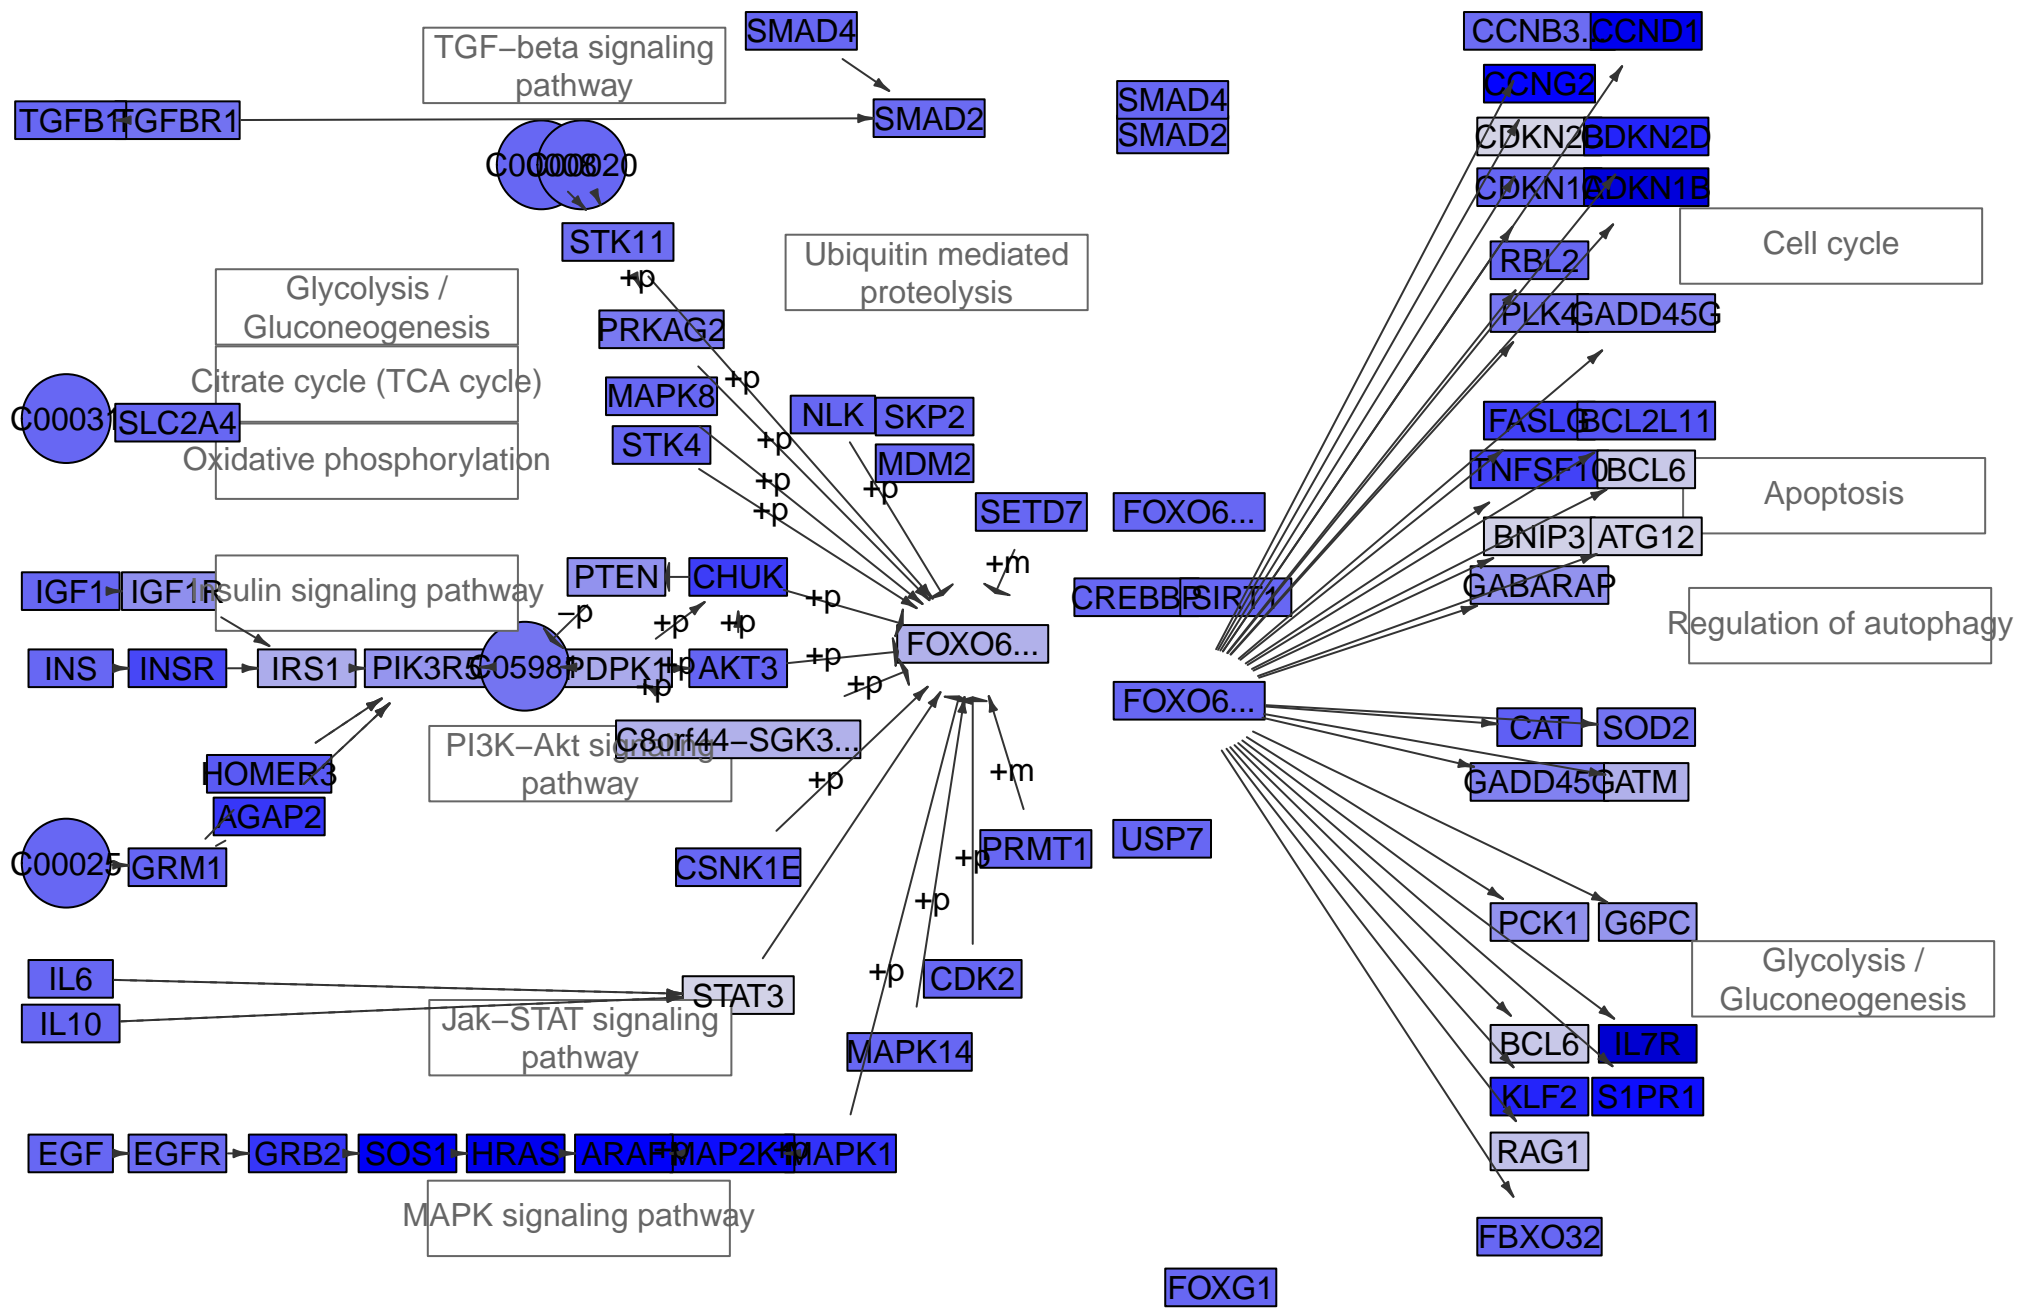 SMAD4
CCNB3...
CCND1
TGF−beta signaling
pathway
CCNG2
SMAD4
TGFB1
TGFBR1
SMAD2
SMAD2
CDKN2B
CDKN2D
C00020
CDKN1A
CDKN1B
STK11
Cell cycle
Ubiquitin mediated
proteolysis
RBL2
+p
Glycolysis /
Gluconeogenesis
PLK4
GADD45G
PRKAG2
+p
Citrate cycle (TCA cycle)
MAPK8
NLK
SKP2
FASLG
BCL2L11
C00031
SLC2A4
STK4
+p
Oxidative phosphorylation
MDM2
TNFSF10
BCL6
+p
+p
Apoptosis
+p
SETD7
FOXO6...
BNIP3
ATG12
+m
PTEN
CHUK
IGF1
IGF1R
Insulin signaling pathway
GABARAP
+p
CREBBP
SIRT1
−p
+p
+p
Regulation of autophagy
FOXO6...
INS
INSR
IRS1
PIK3R5
C05981
PDPK1
+p
AKT3
+p
+p
+p
FOXO6...
CAT
SOD2
PI3K−Akt signaling
pathway
C8orf44−SGK3...
HOMER3
+p
+m
GADD45G
GATM
AGAP2
USP7
PRMT1
C00025
GRM1
CSNK1E
+p
+p
PCK1
G6PC
IL6
+p
CDK2
Glycolysis /
Gluconeogenesis
STAT3
IL10
Jak−STAT signaling
pathway
MAPK14
BCL6
IL7R
KLF2
S1PR1
EGF
EGFR
GRB2
SOS1
HRAS
ARAF
+p
MAP2K1
+p
MAPK1
RAG1
MAPK signaling pathway
FBXO32
FOXG1